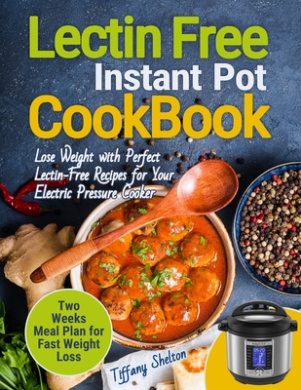 Lectin Free
Instant Pot
CookBook
Lose Weight with Perfect
Lectin-Free Recipes for Your
Electric Pressure Cooker
Two
Weeks
Meal Plan for
Fast Weight
Loss
Tiffany Shelton